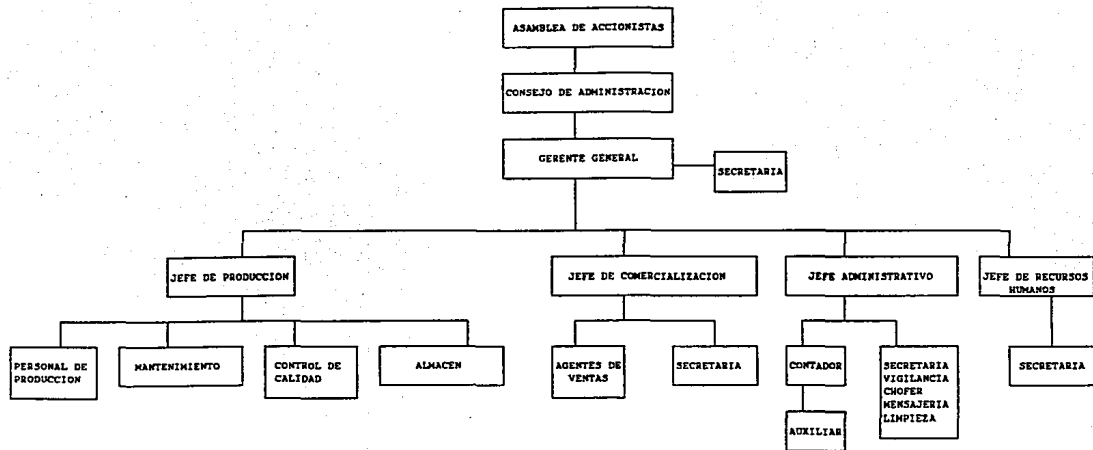 ASAMBLEA DE ACCIONISTAS
CONSEJO DE ADMINISTRACION
GERENTE GENERAL
SECRETARIA
JEFE DE PRODUCCION
JEFE DE COMERCIALIZACION
JEFE ADMINISTRATIVO
JEFE DE RECURSOS
HUMANOS
PERSONAL DE
PRODUCCION
MANTENIMIENTO
CONTROL DE
CALIDAD
ALMACEN
AGENTES DE
VENTAS
SECRETARIA
CONTADOR
SECRETARIA
VIGILANCIA
CHOFER
MENSAJERIA
LIMPIEZA
SECRETARIA
AUXILIAR